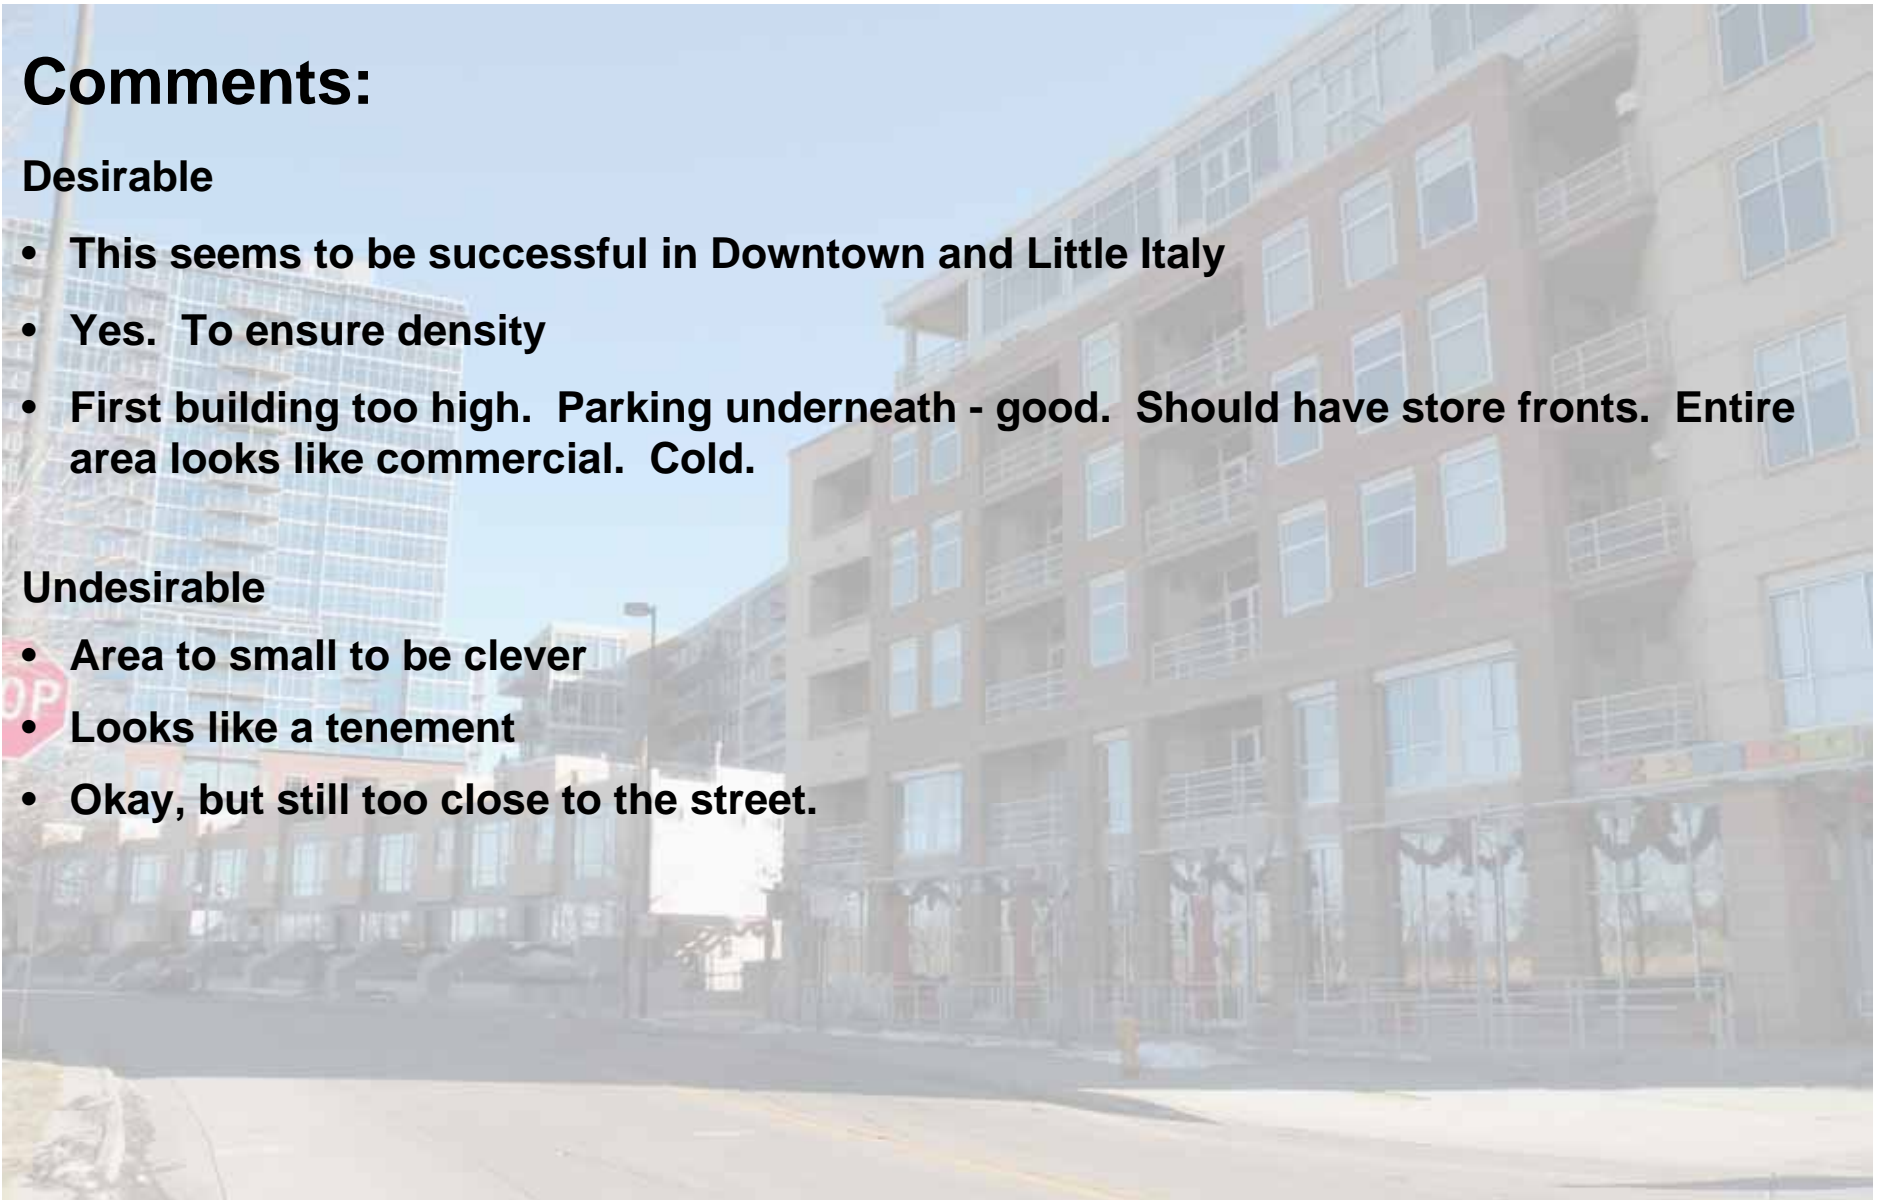 Comments:
Desirable
• This seems to be successful in Downtown and Little Italy
• Yes.  To ensure density
• First building too high.  Parking underneath - good.  Should have store fronts.  Entire
area looks like commercial.  Cold.
Undesirable
• Area to small to be clever
OP
• Looks like a tenement
• Okay, but still too close to the street.